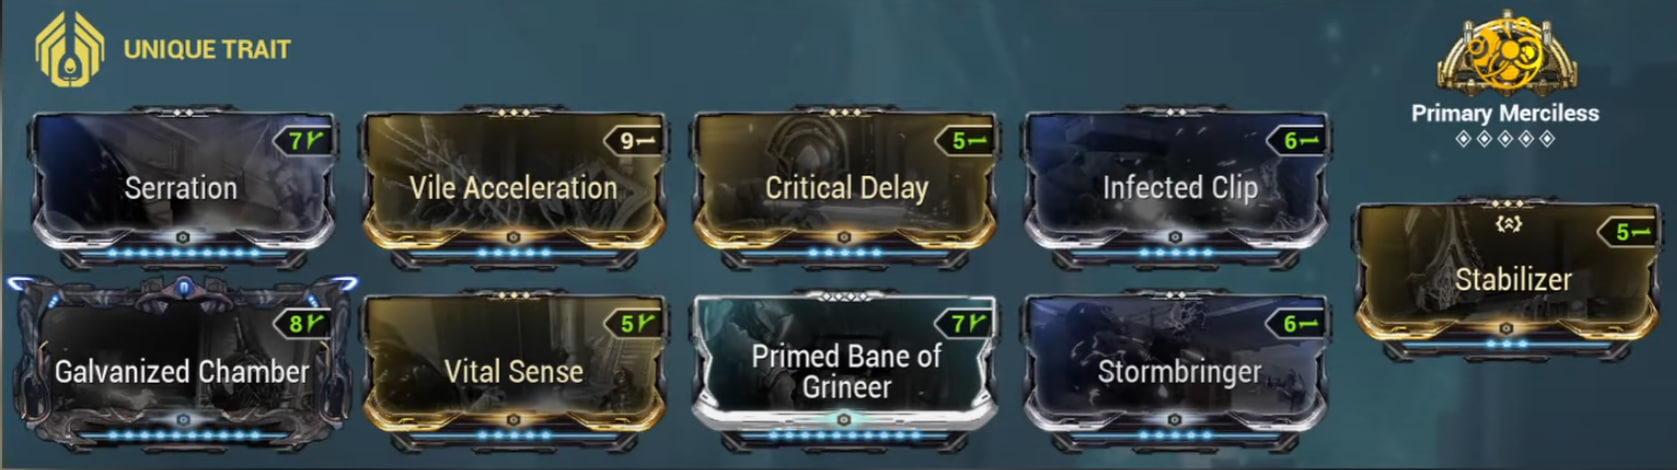 UNIQUE TRAIT
Primary Merciless
7
Serration
9
Vile Acceleration
5
Critical Delay
6
Infected Clip
5
Stabilizer
8
Galvanized Chamber
5
Vital Sense
7
Primed Bane of
Grineer
6
Stormbringer